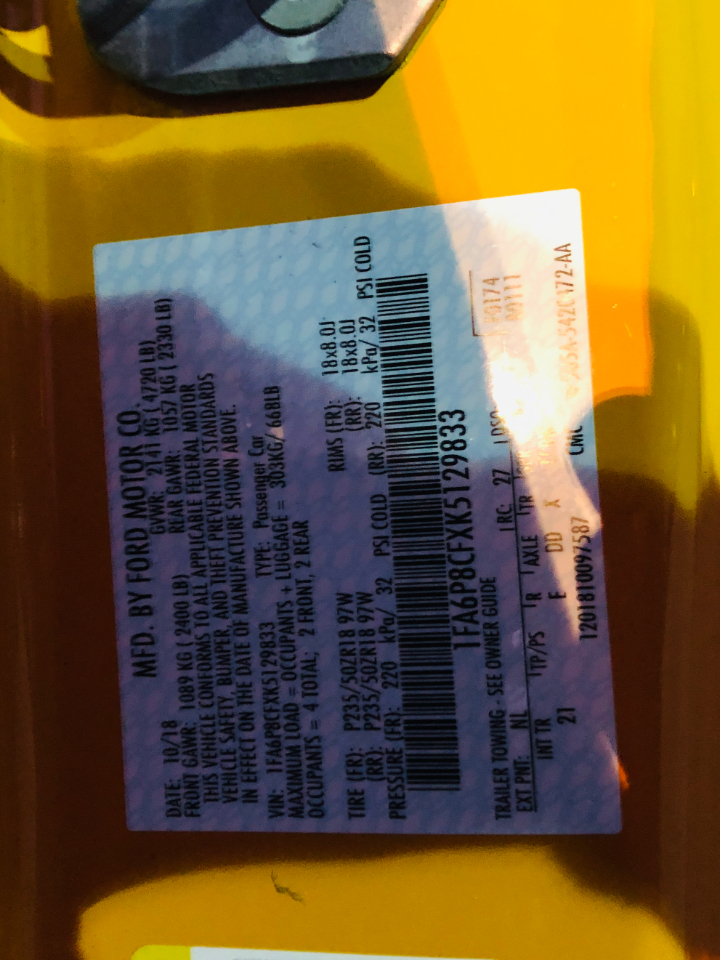 MFD. BY FORD MOTOR CO.
DATE: 10/18 GVWR: 2141 KG ( 4720 LB)
FRONT GAWR: 1089 KG ( 2400 LB) REAR GAWR: 1057 KG ( 2330 LB)
THIS VEHICLE CONFORMS TO ALL APPLICABLE FEDERAL MOTOR
VEHICLE SAFETY, BUMPER, AND THEFT PREVENTION STANDARDS
IN EFFECT ON THE DATE OF MANUFACTURE SHOWN ABOVE.
VIN: 1FA6P8CFXK5129833 TYPE: Passenger Car
MAXIMUM LOAD = OCCUPANTS + LUGGAGE = 303KG/ 668LB
OCCUPANTS = 4 TOTAL; 2 FRONT, 2 REAR
TIRE (FR): P235/50ZR18 97W RIMS (FR): 18x8.0J
(RR): P235/50ZR18 97W (RR): 18x8.0J
PRESSURE (FR): 220 kPa/ 32 PSI COLD (RR): 220 kPa/ 32 PSI COLD
1FA6P8CFXK5129833
TRAILER TOWING - SEE OWNER GUIDE
EXT PNT: NL RC: 27 DSO:
INT TR TP/PS R AXLE TR
21 E DD X
1201810097587 CMC